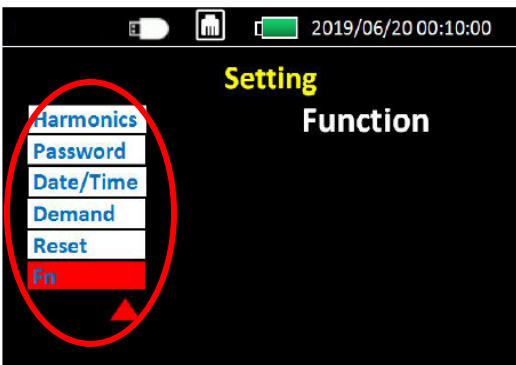 2019/06/20 00:10:00
Setting
Function
Harmonics
Password
Date/Time
Demand
Reset
Fn